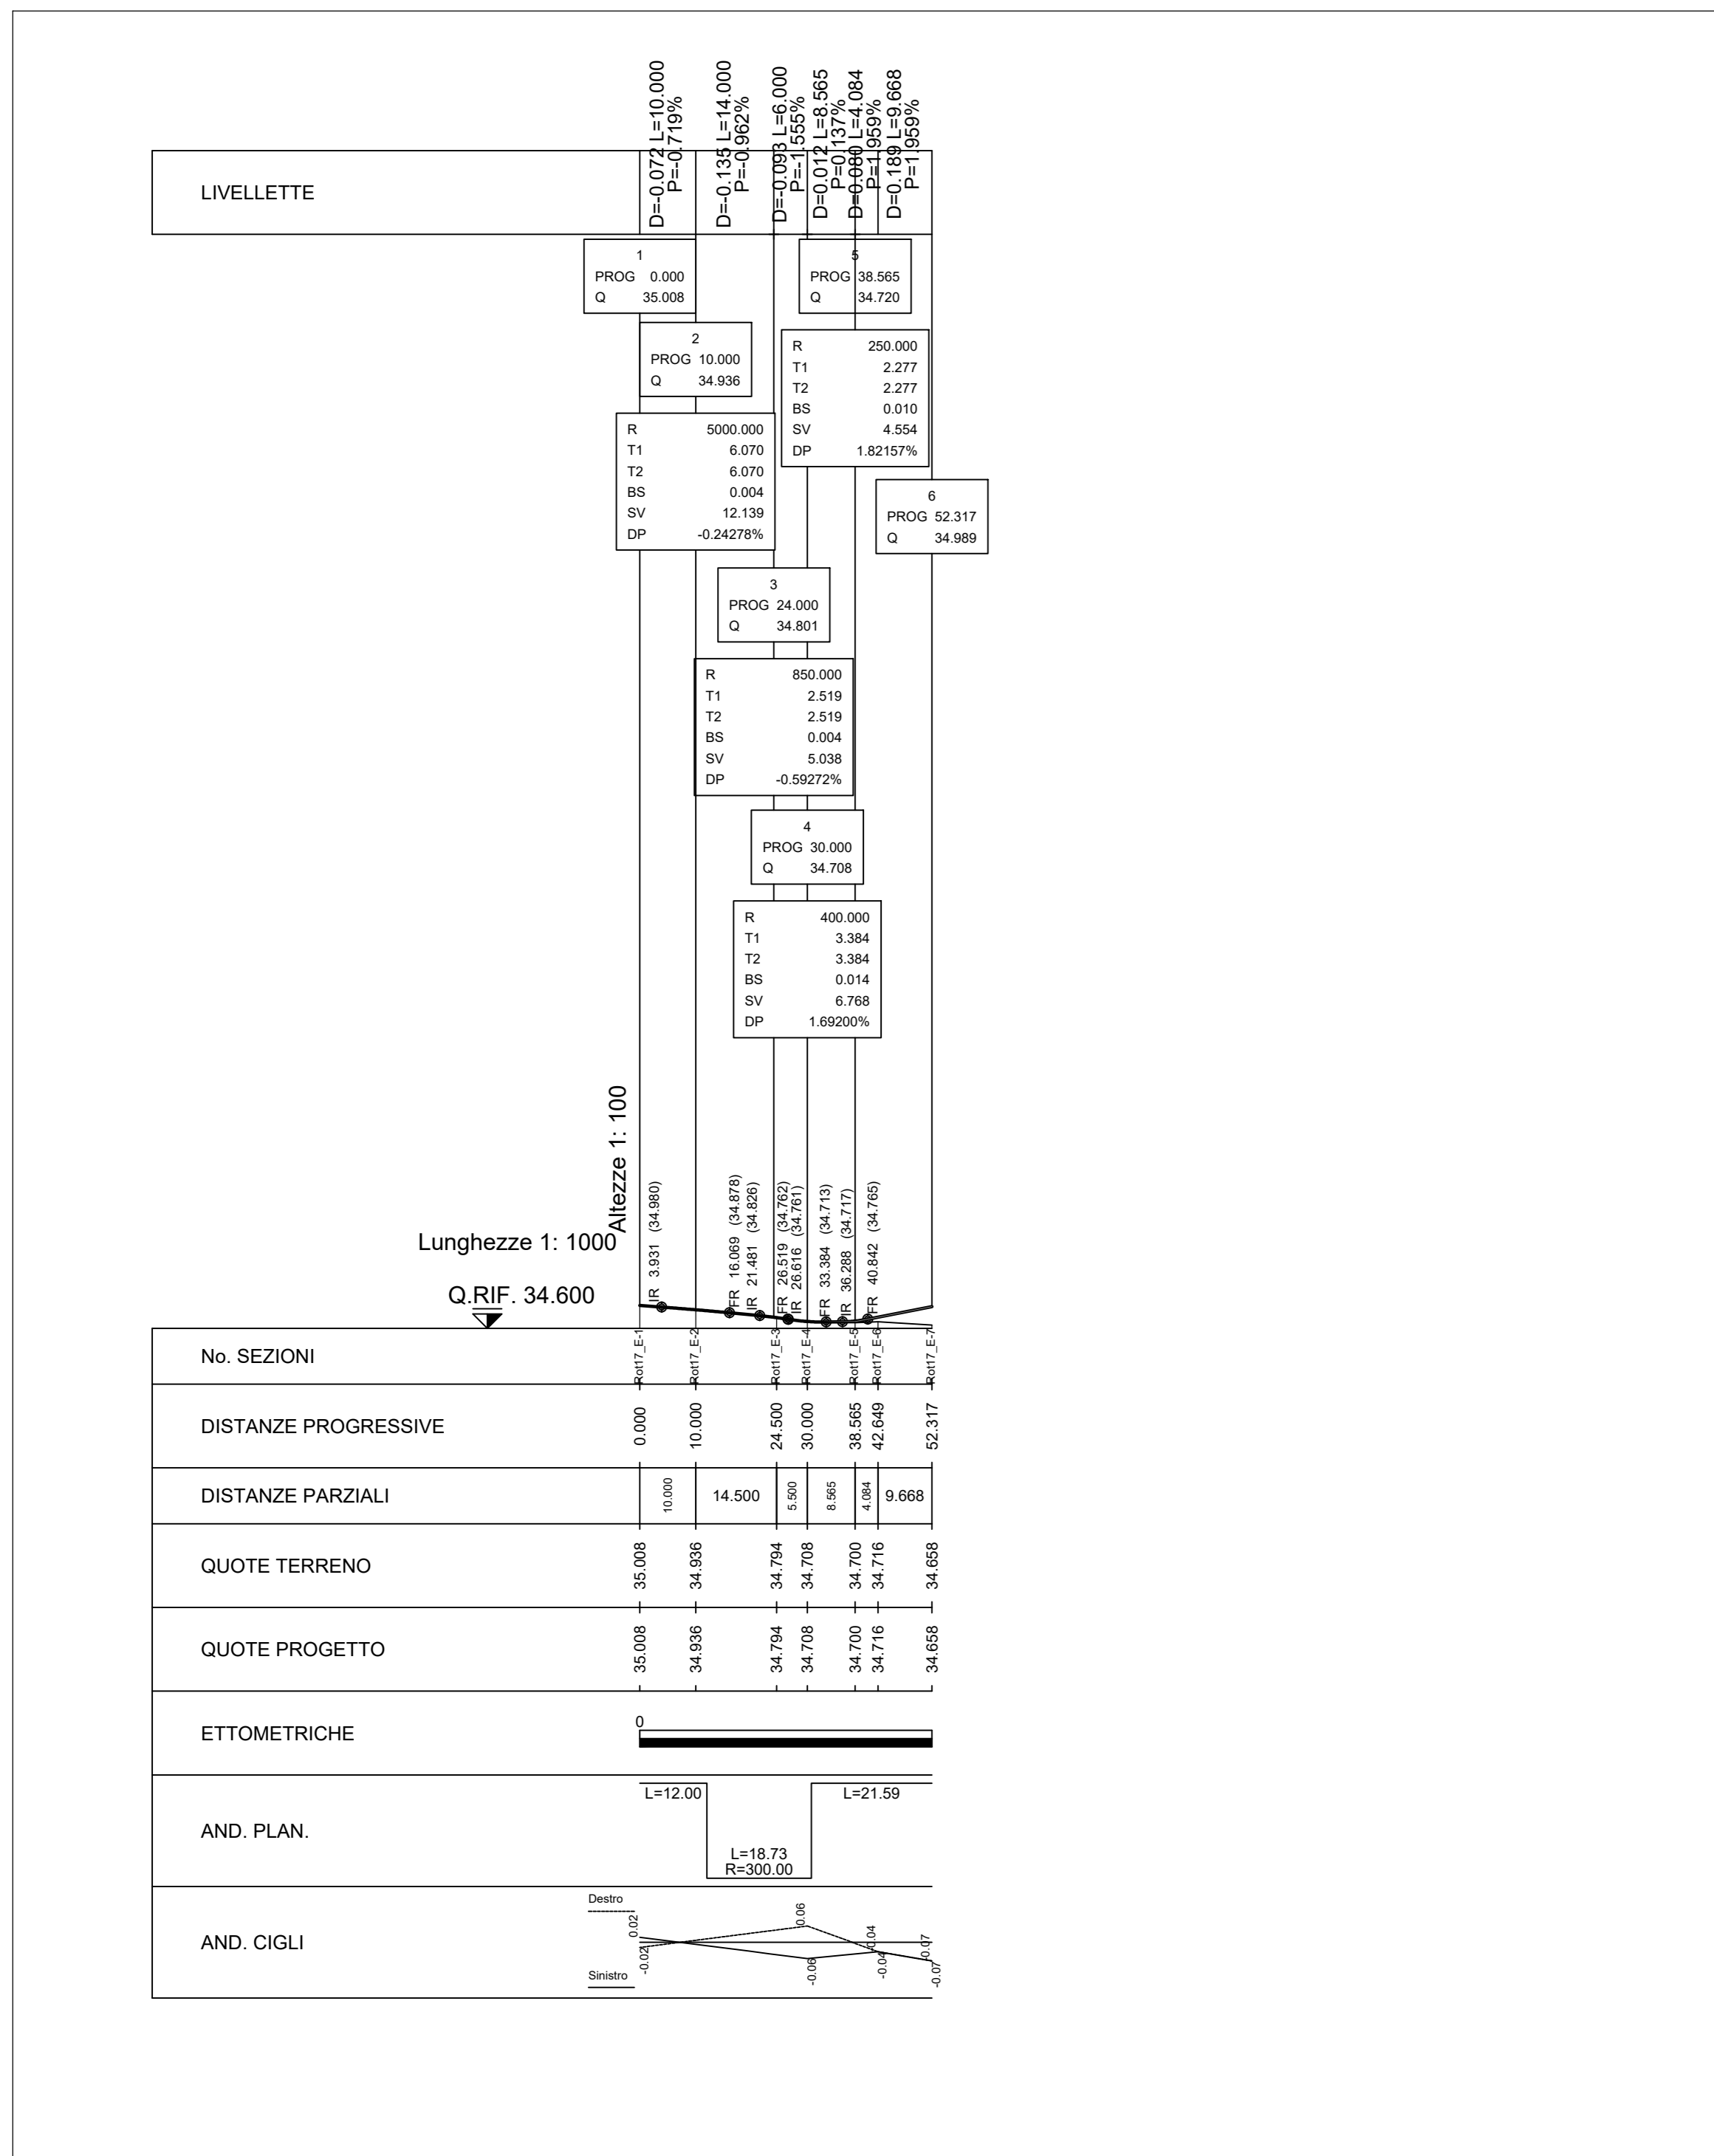 D=-0.072 L=10.000
P=-0.719%
D=-0.135 L=14.000
P=-0.962%
D=-0.093 L=6.000
P=-1.555%
D=0.012 L=8.565
P=0.137%
D=0.080 L=4.084
P=1.959%
D=0.189 L=9.668
P=1.959%
LIVELLETTE
1
PROG 0.000
Q 35.008
5
PROG 38.565
Q 34.720
2
PROG 10.000
Q 34.936
R 250.000
T1 2.277
T2 2.277
BS 0.010
SV 4.554
DP 1.82157%
R 5000.000
T1 6.070
T2 6.070
BS 0.004
SV 12.139
DP -0.24278%
6
PROG 52.317
Q 34.989
3
PROG 24.000
Q 34.801
R 850.000
T1 2.519
T2 2.519
BS 0.004
SV 5.038
DP -0.59272%
4
PROG 30.000
Q 34.708
R 400.000
T1 3.384
T2 3.384
BS 0.014
SV 6.768
DP 1.69200%
Altezze 1: 100
Lunghezze 1: 1000
Q.RIF. 34.600
IR 3.931 (34.980)
FR 16.069 (34.878)
IR 21.481 (34.826)
FR 26.519 (34.762)
IR 26.616 (34.761)
FR 33.384 (34.713)
IR 36.288 (34.717)
FR 40.842 (34.765)
No. SEZIONI
Rot17_E-1
Rot17_E-2
Rot17_E-3
Rot17_E-4
Rot17_E-5
Rot17_E-6
Rot17_E-7
DISTANZE PROGRESSIVE
0.000
10.000
24.500
30.000
38.565
42.649
52.317
DISTANZE PARZIALI
10.000
14.500
5.500
8.565
4.084
9.668
QUOTE TERRENO
35.008
34.936
34.794
34.708
34.700
34.716
34.658
QUOTE PROGETTO
35.008
34.936
34.794
34.708
34.700
34.716
34.658
ETTOMETRICHE
0
AND. PLAN.
L=12.00
L=18.73
R=300.00
L=21.59
AND. CIGLI
Destro
Sinistro
0.02
-0.02
0.06
-0.06
-0.04
-0.04
-0.07
-0.07